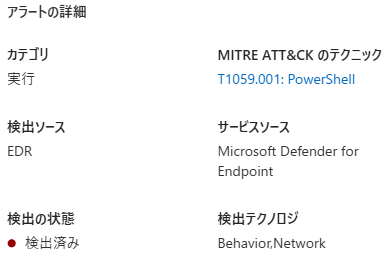 アラートの詳細
カテゴリ
実行
MITRE ATT&CK のテクニック
T1059.001: PowerShell
検出ソース
EDR
サービスソース
Microsoft Defender for
Endpoint
検出の状態
検出済み
検出テクノロジ
Behavior,Network